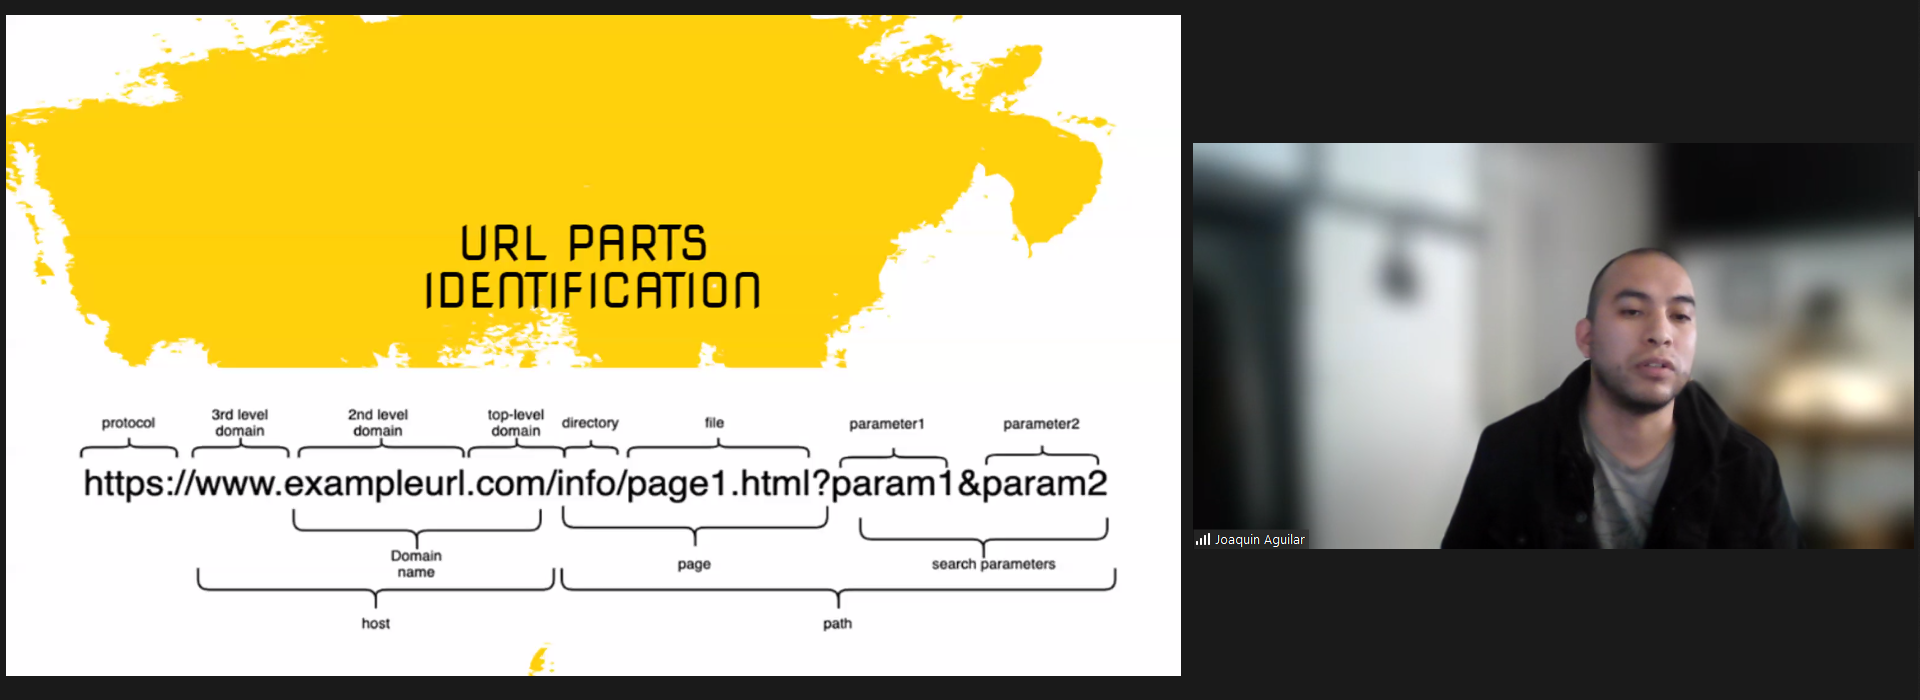 URL PARTS
IDENTIFICATION
protocol
3rd level
domain
2nd level
domain
top-level
domain
directory
file
parameter1
parameter2
https://www.exampleurl.com/info/page1.html?param1&param2
Domain
name
page
search parameters
host
path
Joaquin Aguilar